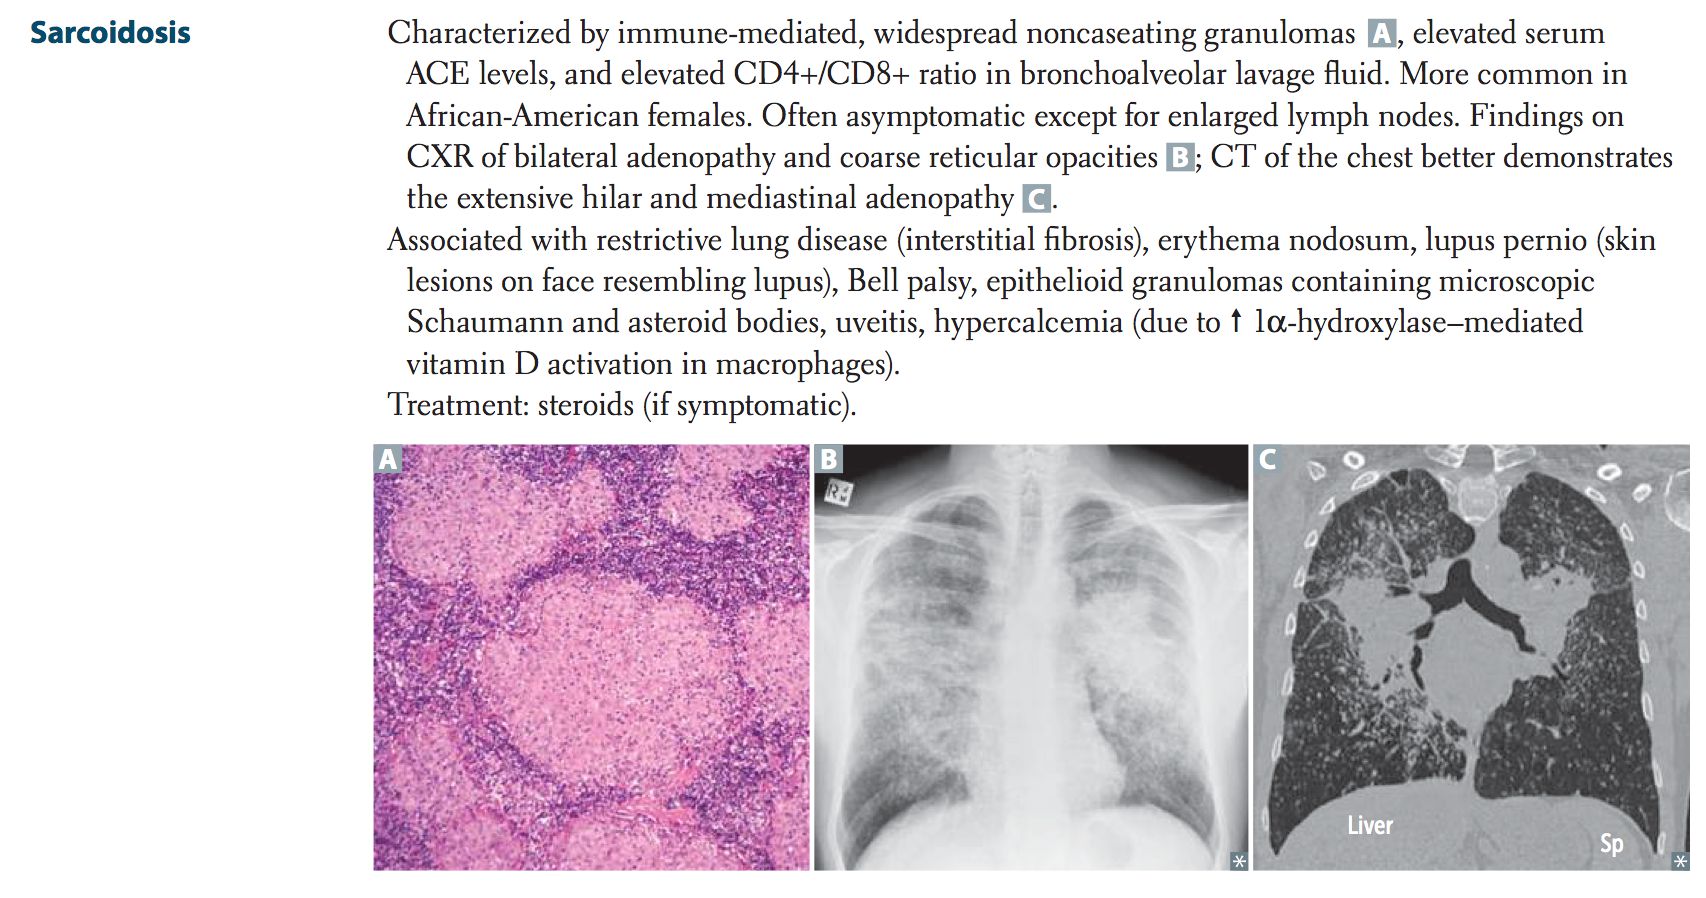 Sarcoidosis
Characterized by immune-mediated, widespread noncaseating granulomas A, elevated serum
ACE levels, and elevated CD4+/CD8+ ratio in bronchoalveolar lavage fluid. More common in
African-American females. Often asymptomatic except for enlarged lymph nodes. Findings on
CXR of bilateral adenopathy and coarse reticular opacities B; CT of the chest better demonstrates
the extensive hilar and mediastinal adenopathy C.
Associated with restrictive lung disease (interstitial fibrosis), erythema nodosum, lupus pernio (skin
lesions on face resembling lupus), Bell palsy, epithelioid granulomas containing microscopic
Schaumann and asteroid bodies, uveitis, hypercalcemia (due to ↑ 1α-hydroxylase–mediated
vitamin D activation in macrophages).
Treatment: steroids (if symptomatic).
A
B
C
Liver
Sp